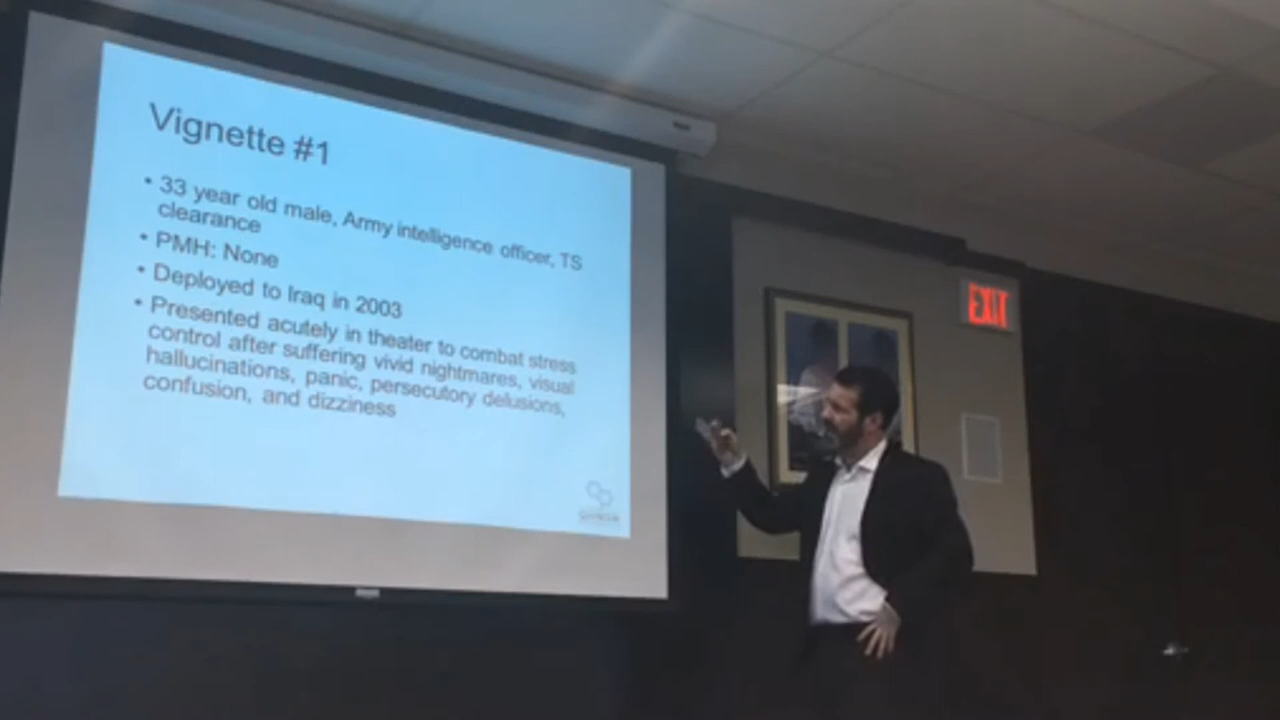 Vignette #1
• 33 year old male, Army intelligence officer, TS
clearance
• PMH: None
• Deployed to Iraq in 2003
• Presented acutely in theater to combat stress
control after suffering vivid nightmares, visual
hallucinations, panic, persecutory delusions,
confusion, and dizziness
EXIT